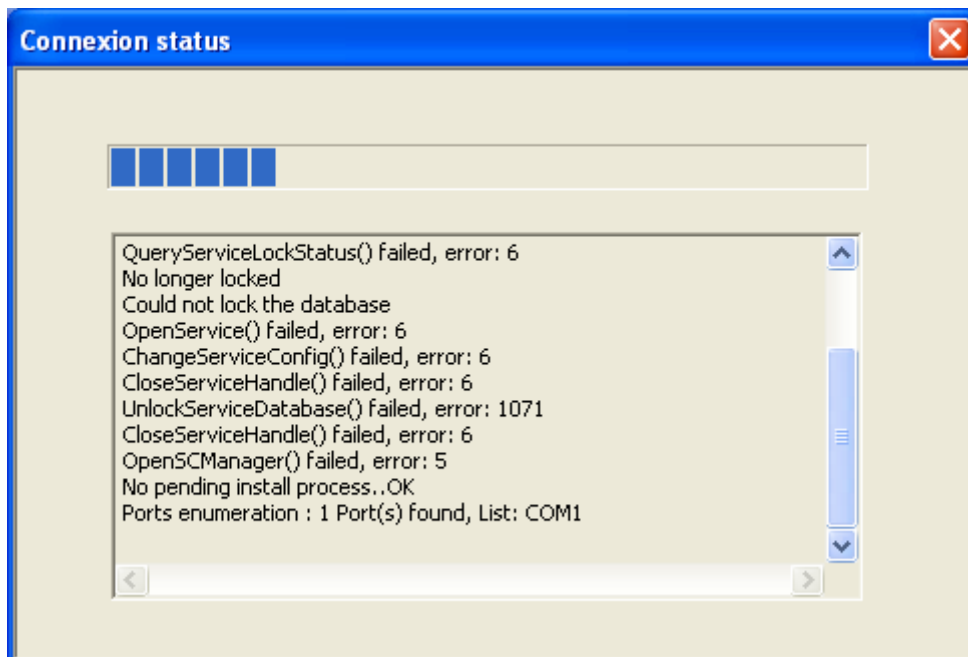 Connexion status
QueryServiceLockStatus() failed, error: 6
No longer locked
Could not lock the database
OpenService() failed, error: 6
ChangeServiceConfig() failed, error: 6
CloseServiceHandle() failed, error: 6
UnlockServiceDatabase() failed, error: 1071
CloseServiceHandle() failed, error: 6
OpenSCManager() failed, error: 5
No pending install process..OK
Ports enumeration : 1 Port(s) found, List: COM1